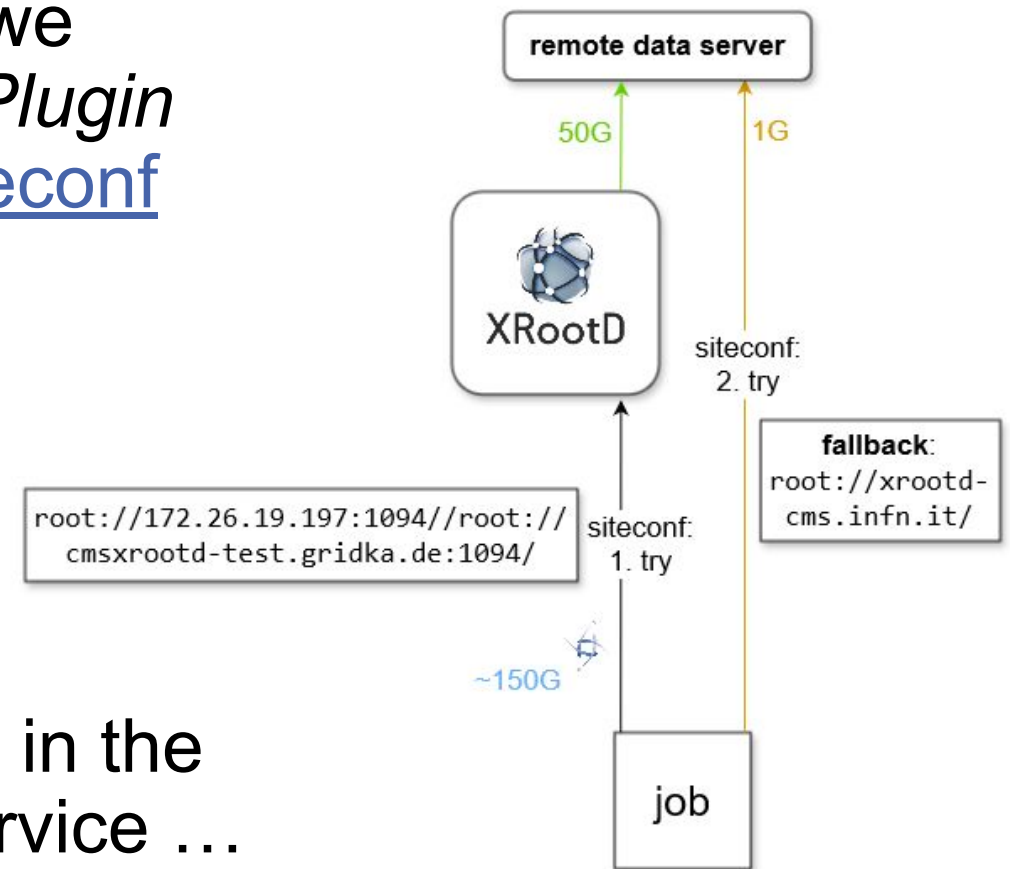 we
Plugin
econf
in the
rvice …
remote data server
50G
1G
XRootD
siteconf:
2. try
fallback:
root://xrootd-
cms.infn.it/
root://172.26.19.197:1094//root://
cmsxrootd-test.gridka.de:1094/
siteconf:
1. try
~150G
job